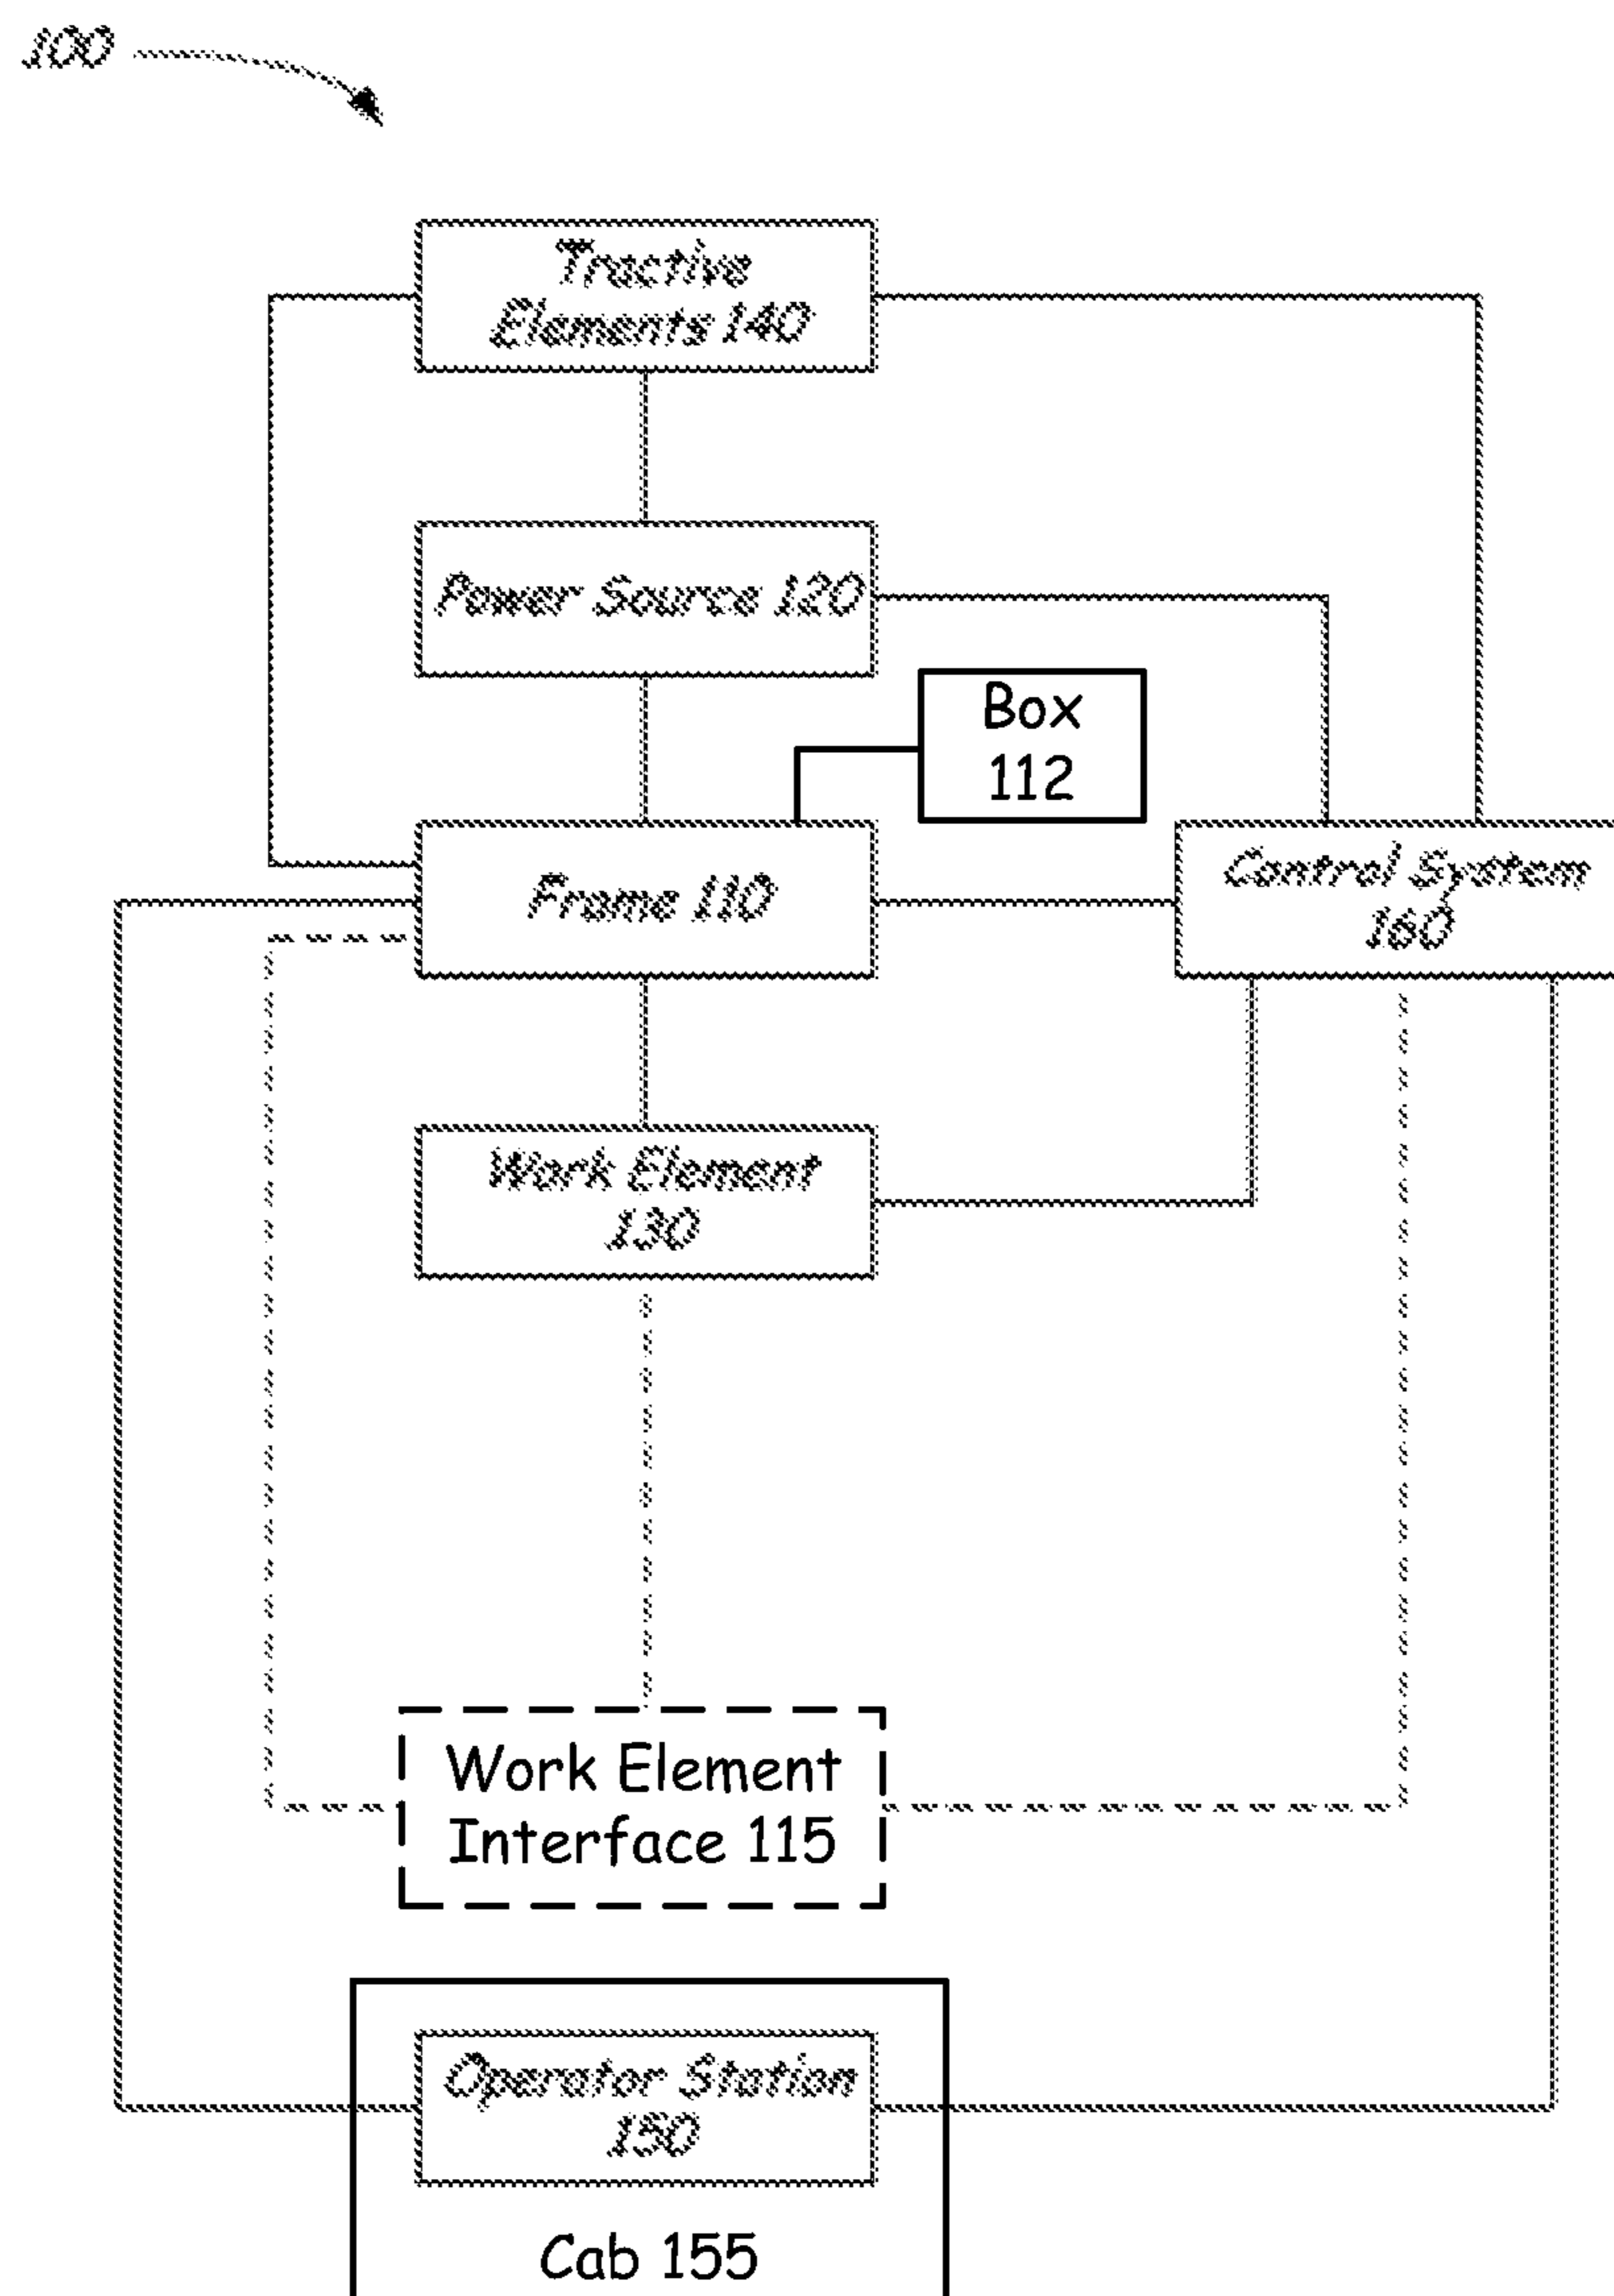 100
Tractive
Elements 140
Power Source 120
Box
112
Frame 110
Control System
160
Work Element
130
Work Element
Interface 115
Operator Station
150
Cab 155